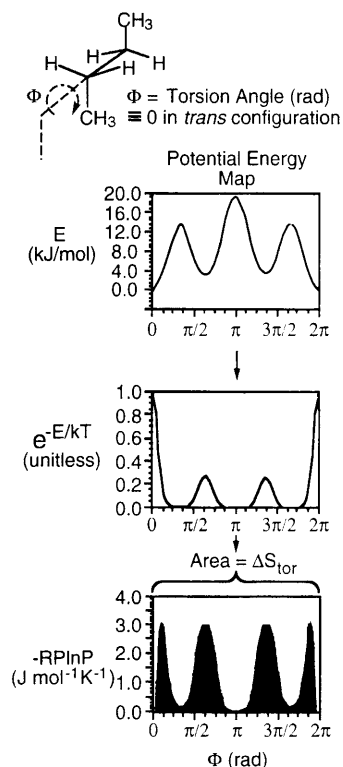 CH3
H
H
H
H
Φ
CH3
Φ = Torsion Angle (rad)
≡ 0 in trans configuration
Potential Energy
Map
E
(kJ/mol)
20.0
16.0
12.0
8.0
4.0
0.0
0 π/2 π 3π/2 2π
e-E/kT
(unitless)
1.0
0.8
0.6
0.4
0.2
0.0
0 π/2 π 3π/2 2π
Area = ΔStor
-RPlnP
(J mol-1K-1)
4.0
3.0
2.0
1.0
0.0
0 π/2 π 3π/2 2π
Φ (rad)